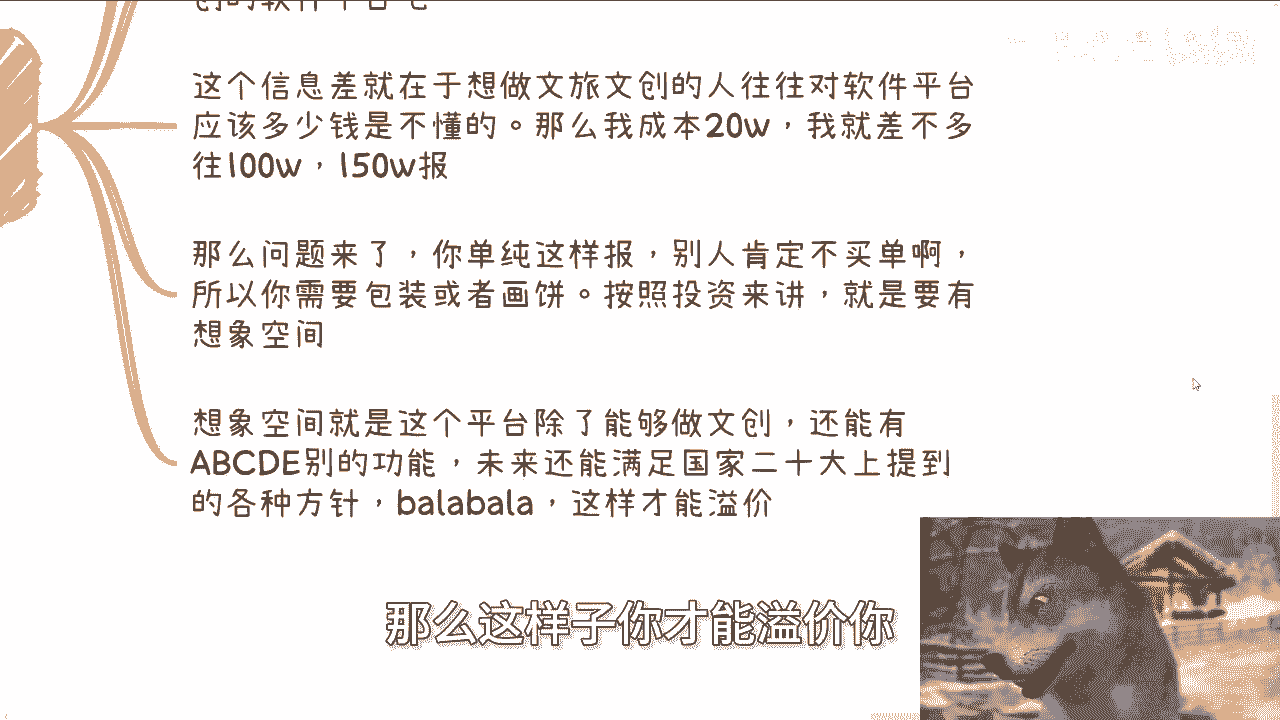 这个信息差就在于想做文旅文创的人往往对软件平台
应该多少钱是不懂的。那么我成本20w，我就差不多
往100w，150w报
那么问题来了，你单纯这样报，别人肯定不买单啊，
所以你需要包装或者画饼。按照投资来讲，就是要有
想象空间
想象空间就是这个平台除了能够做文创，还能有
ABCDE别的功能，未来还能满足国家二十大上提到
的各种方针，balabala，这样才能溢价
那么这样子你才能溢价你